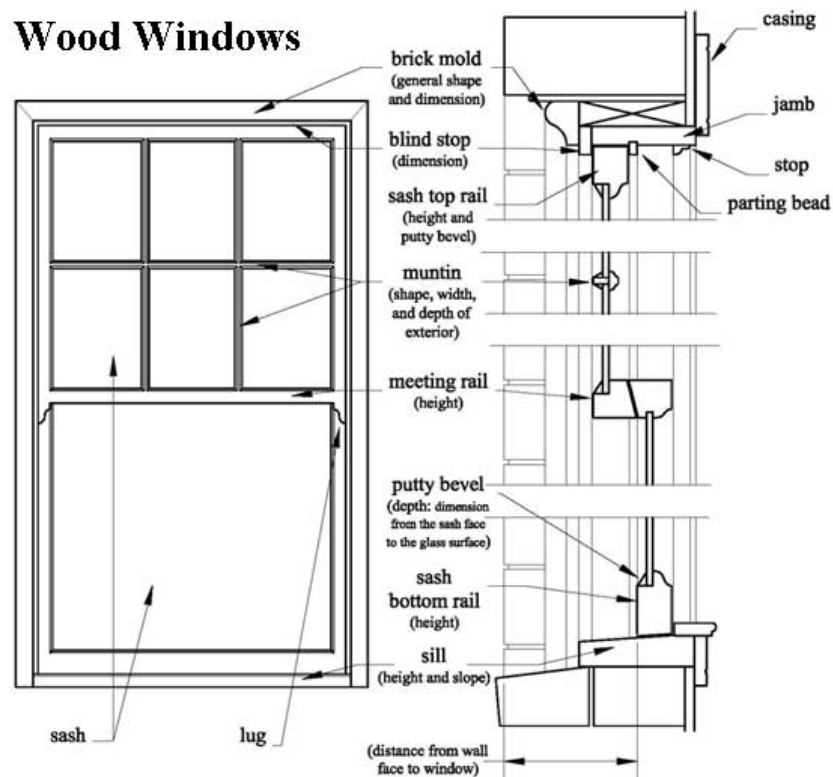 Wood Windows
brick mold
(general shape
and dimension)
blind stop
(dimension)
sash top rail
(height and
putty bevel)
muntin
(shape, width,
and depth of
exterior)
meeting rail
(height)
putty bevel
(depth: dimension
from the sash face
to the glass surface)
sash
bottom rail
(height)
sill
(height and slope)
(distance from wall
face to window)
sash
lug
casing
jamb
stop
parting bead